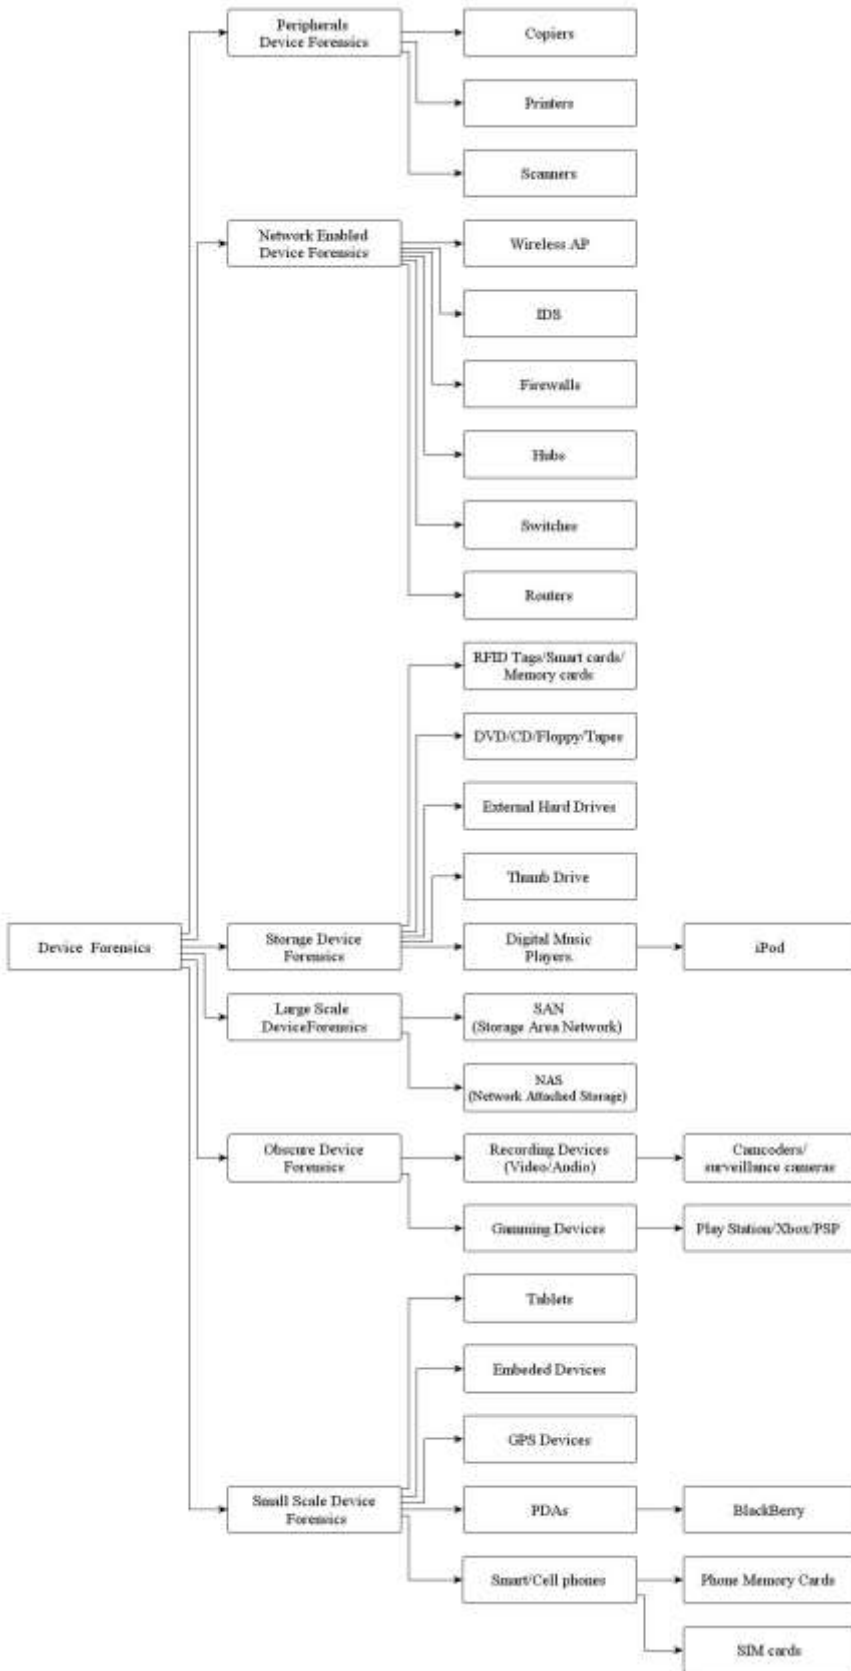 Peripherals
Device Forensics
Copiers
Printers
Scanners
Network Enabled
Device Forensics
Wireless AP
IDS
Firewalls
Hubs
Switches
Routers
RFID Tags/Smart cards/
Memory cards
DVD/CD/Floppy/Tapes
External Hard Drives
Thumb Drive
Device Forensics
Storage Device
Forensics
Digital Music
Players
iPod
Large Scale
DeviceForensics
SAN
(Storage Area Network)
NAS
(Network Attached Storage)
Obscure Device
Forensics
Recording Devices
(Video/Audio)
Camcoders/
surveillance cameras
Gamming Devices
Play Station/Xbox/PSP
Tablets
Embeded Devices
GPS Devices
Small Scale Device
Forensics
PDAs
BlackBerry
Smart/Cell phones
Phone Memory Cards
SIM cards